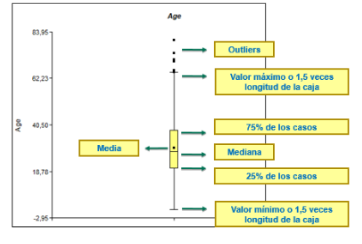 Age
83,95
Outliers
Valor máximo o 1,5 veces
longitud de la caja
62,23
Age
40,50
75% de los casos
Media
Mediana
18,78
25% de los casos
Valor mínimo o 1,5 veces
longitud de la caja
-2,95